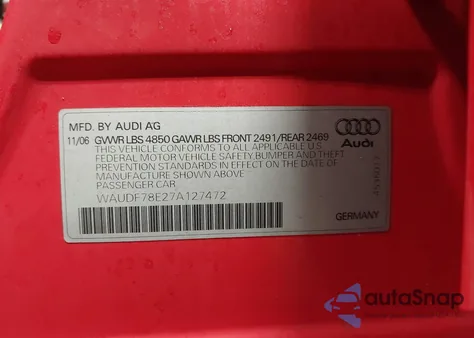 MFD. BY AUDI AG
11/06 GVWR LBS 4850 GAWR LBS FRONT 2491/REAR 2469
THIS VEHICLE CONFORMS TO ALL APPLICABLE U.S.
FEDERAL MOTOR VEHICLE SAFETY, BUMPER AND THEFT
PREVENTION STANDARDS IN EFFECT ON THE DATE OF
MANUFACTURE SHOWN ABOVE
PASSENGER CAR
WAUDF78E27A127472
Audi
GERMANY
autoSnap